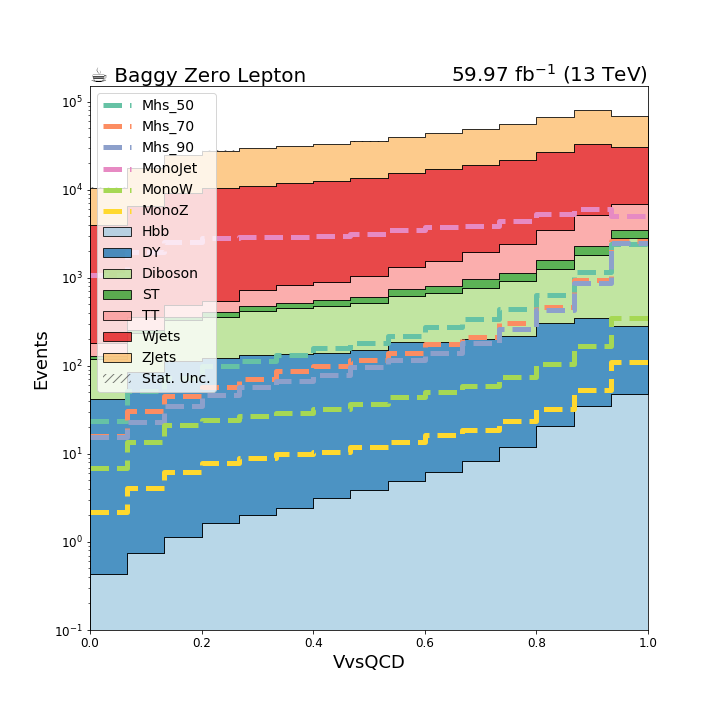 ☕ Baggy Zero Lepton 59.97 fb⁻¹ (13 TeV)
Mhs_50
Mhs_70
Mhs_90
MonoJet
MonoW
MonoZ
Hbb
DY
Diboson
ST
TT
WJets
ZJets
Stat. Unc.
10⁵
10⁴
10³
10²
10¹
10⁰
10⁻¹
Events
0.0 0.2 0.4 0.6 0.8 1.0
VvsQCD